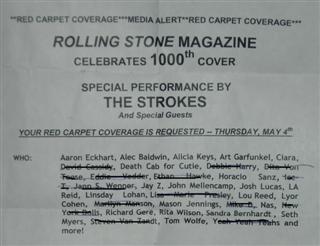 **RED CARPET COVERAGE***MEDIA ALERT**RED CARPET COVERAGE***
ROLLING STONE MAGAZINE
CELEBRATES 1000th COVER
SPECIAL PERFORMANCE BY
THE STROKES
And Special Guests
YOUR RED CARPET COVERAGE IS REQUESTED -- THURSDAY, MAY 4th
WHO: Aaron Eckhart, Alec Baldwin, Alicia Keys, Art Garfunkel, Ciara,
David Cassidy, Death Cab for Cutie, Debbie Harry, Dita Von
Teese, Eddie Vedder, Ethan Hawke, Horacio Sanz, Ice-
T, Jann S. Wenner, Jay Z, John Mellencamp, Josh Lucas, LA
Reid, Linsday Lohan, Lisa Marie Presley, Lou Reed, Lyor
Cohen, Marilyn Manson, Mason Jennings, Mike D, Nas, New
York Dolls, Richard Gere, Rita Wilson, Sandra Bernhardt, Seth
Myers, Steven Van Zandt, Tom Wolfe, Yeah Yeah Yeahs and
more!